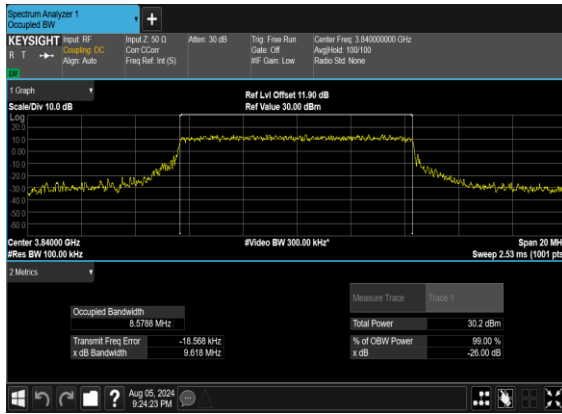 Spectrum Analyzer 1
Occupied BW
KEYSIGHT
R T
Input: RF
Coupling: DC
Align: Auto
Input Z: 50 Ω
Corr CCorr
Freq Ref: Int (S)
Atten: 30 dB
Trig: Free Run
Gate: Off
#IF Gain: Low
Center Freq: 3.840000000 GHz
Avg|Hold: 100/100
Radio Std: None
1 Graph
Scale/Div 10.0 dB
Ref Lvl Offset 11.90 dB
Ref Value 30.00 dBm
Log
20.0
10.0
0.00
-10.0
-20.0
-30.0
-40.0
-50.0
-60.0
Center 3.84000 GHz
#Res BW 100.00 kHz
#Video BW 300.00 kHz*
Span 20 MH
Sweep 2.53 ms (1001 pts
2 Metrics
Measure Trace
Trace 1
Occupied Bandwidth
8.5788 MHz
Total Power
30.2 dBm
Transmit Freq Error
-18.568 kHz
% of OBW Power
99.00 %
x dB Bandwidth
9.618 MHz
x dB
-26.00 dB
?
Aug 05, 2024
9:24:23 PM